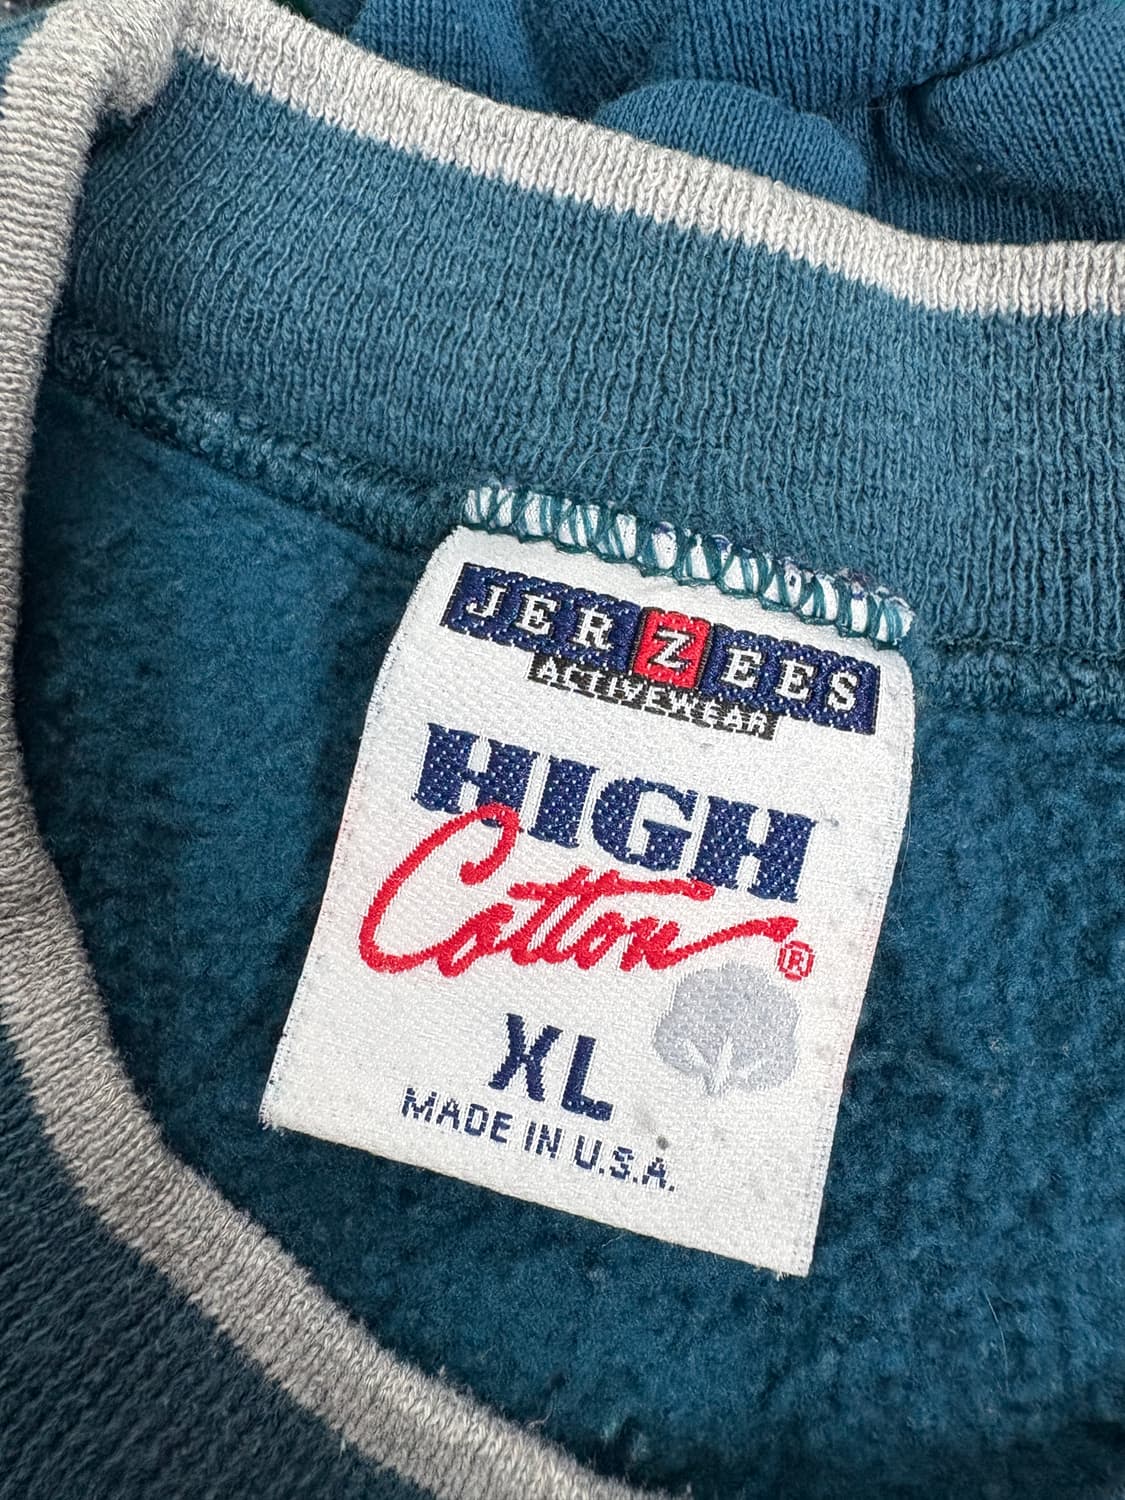 JERZEES
ACTIVEWEAR
HIGH
Cotton®
XL
MADE IN U.S.A.